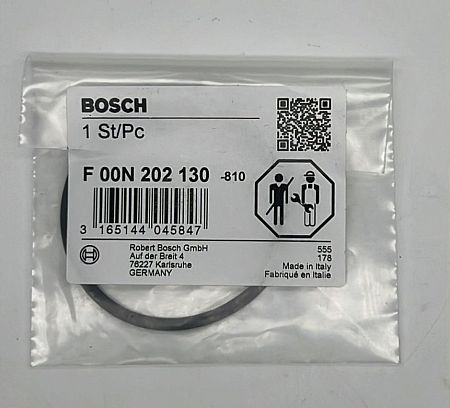 BOSCH
1 St/Pc
F 00N 202 130 -810
3 165144 045847
Robert Bosch GmbH
Auf der Breit 4
76227 Karlsruhe
GERMANY
555
178
Made in Italy
Fabriqué en Italie